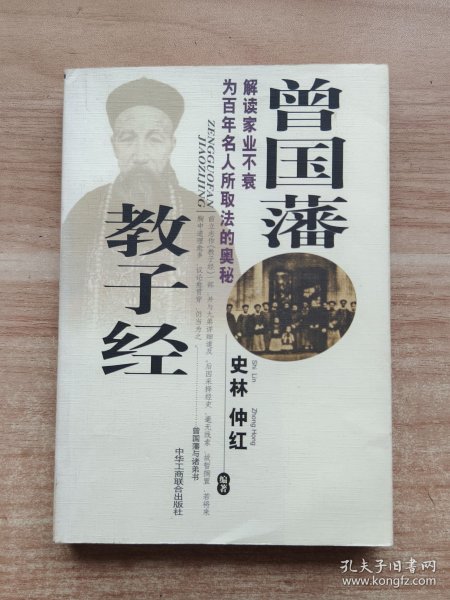 曾国藩
教子经
解读家业不衰
为百年名人所取法的奥秘
ZENGGUOFAN
JIAOZIJING
曾国藩与诸弟书
史林 仲红
Shi Lin Zhong Hong
编著
中华工商联合出版社
孔夫子旧书网
www.kongfz.com